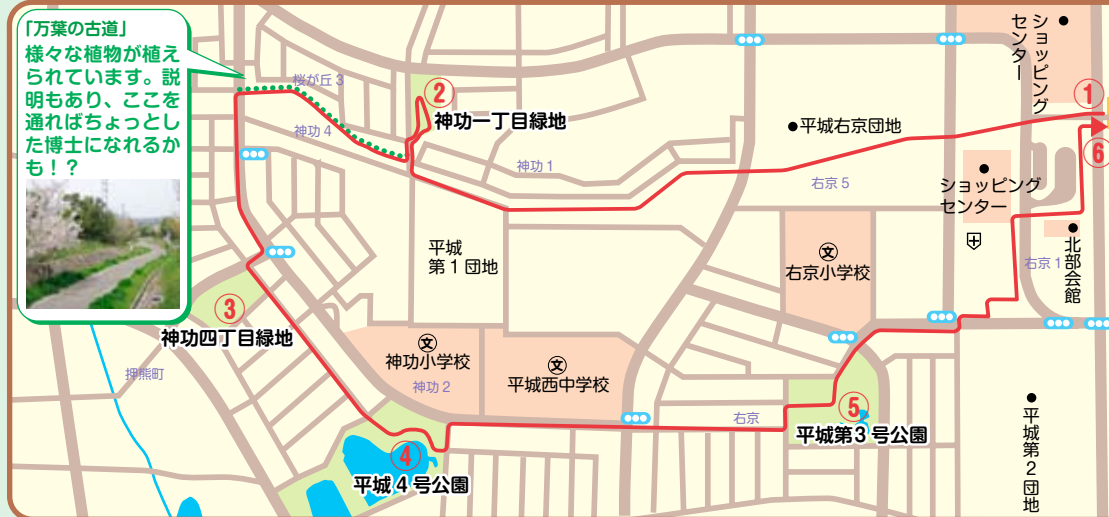 「万葉の古道」
様々な植物が植え
られています。説
明もあり、ここを
通ればちょっとし
た博士になれるか
も！？
桜が丘3
神功4
②
神功一丁目緑地
神功1
●平城右京団地
右京5
ショッピング
センター
①
⑥
ショッピング
センター
右京1
北部会館
平城
第1団地
文
右京小学校
③
神功四丁目緑地
押熊町
文
神功小学校
神功2
文
平城西中学校
右京
④
平城4号公園
⑤
平城第3号公園
平城第2団地